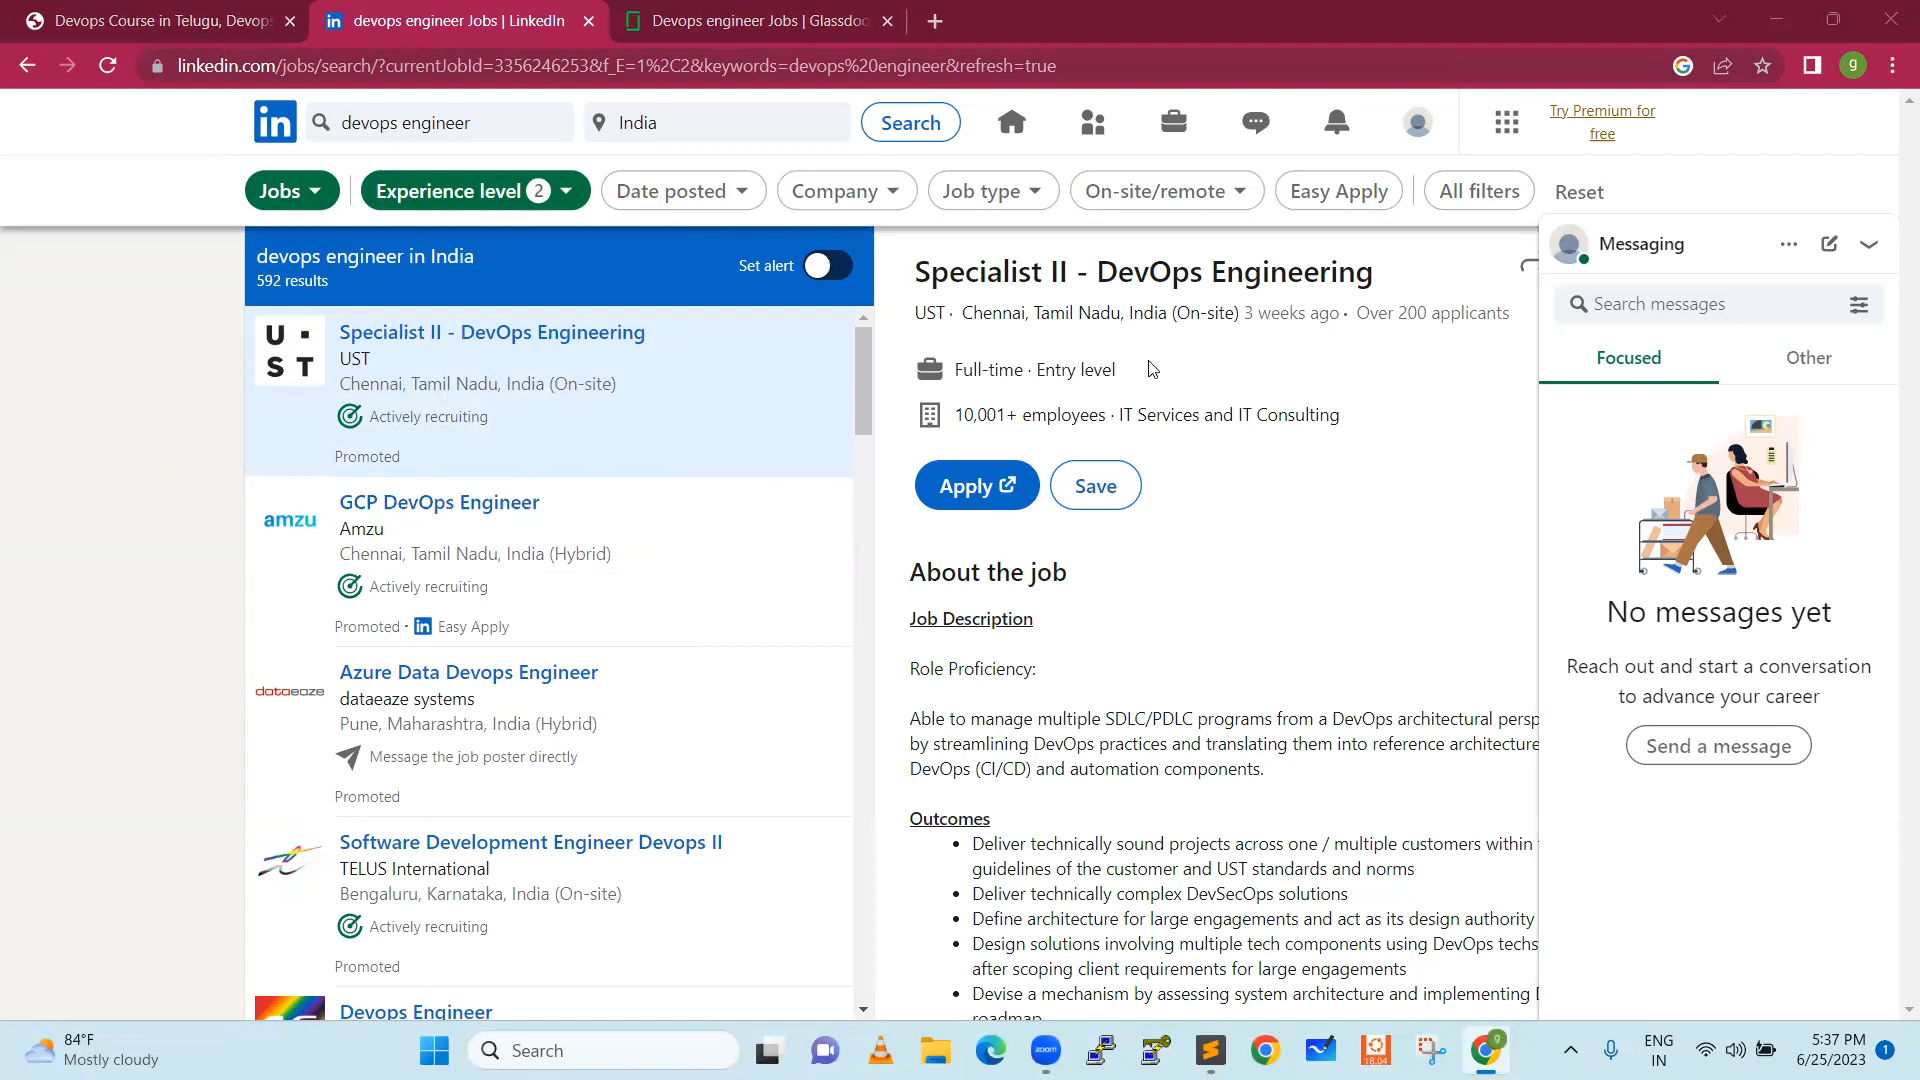 Devops Course in Telugu, Devops
devops engineer Jobs | LinkedIn
Devops engineer Jobs | Glassdoo
linkedin.com/jobs/search/?currentJobId=3356246253&f_E=1%2C2&keywords=devops%20engineer&refresh=true
g
in
devops engineer
India
Search
Try Premium for
free
Jobs
Experience level 2
Date posted
Company
Job type
On-site/remote
Easy Apply
All filters
Reset
devops engineer in India
592 results
Set alert
UST
Specialist II - DevOps Engineering
UST
Chennai, Tamil Nadu, India (On-site)
Actively recruiting
Promoted
amzu
GCP DevOps Engineer
Amzu
Chennai, Tamil Nadu, India (Hybrid)
Actively recruiting
Promoted · in Easy Apply
dataeaze
Azure Data Devops Engineer
dataeaze systems
Pune, Maharashtra, India (Hybrid)
Message the job poster directly
Promoted
Software Development Engineer Devops II
TELUS International
Bengaluru, Karnataka, India (On-site)
Actively recruiting
Promoted
Devops Engineer
Specialist II - DevOps Engineering
UST · Chennai, Tamil Nadu, India (On-site) 3 weeks ago · Over 200 applicants
Full-time · Entry level
10,001+ employees · IT Services and IT Consulting
Apply
Save
About the job
Job Description
Role Proficiency:
Able to manage multiple SDLC/PDLC programs from a DevOps architectural persp
by streamlining DevOps practices and translating them into reference architecture
DevOps (CI/CD) and automation components.
Outcomes
• Deliver technically sound projects across one / multiple customers within
guidelines of the customer and UST standards and norms
• Deliver technically complex DevSecOps solutions
• Define architecture for large engagements and act as its design authority
• Design solutions involving multiple tech components using DevOps techs
after scoping client requirements for large engagements
• Devise a mechanism by assessing system architecture and implementing
roadmap
Messaging
Search messages
Focused
Other
No messages yet
Reach out and start a conversation
to advance your career
Send a message
84°F
Mostly cloudy
Search
zoom
18.04
g
ENG
IN
5:37 PM
6/25/2023
1